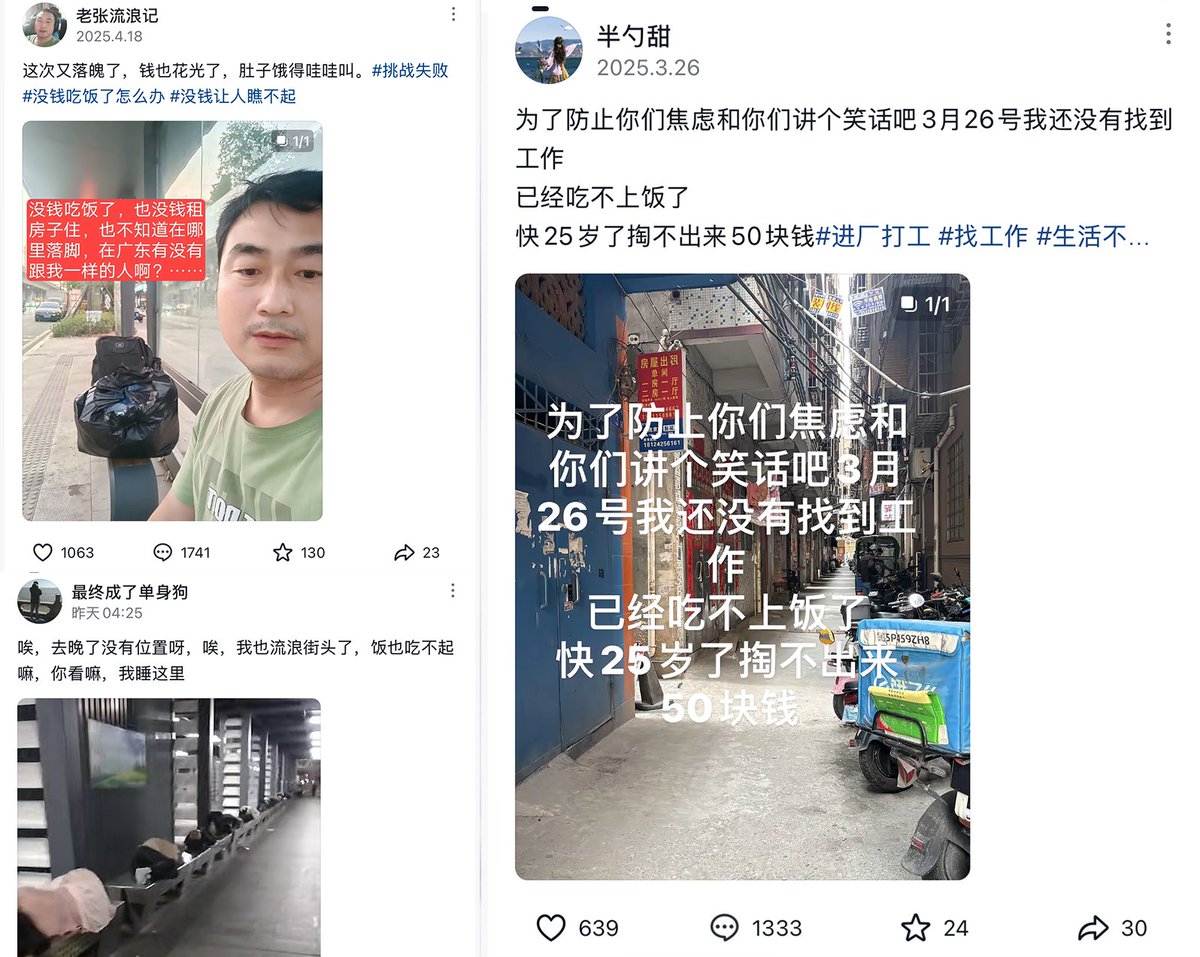 老张流浪记
2025.4.18
这次又落魄了，钱也花光了，肚子饿得哇哇叫。#挑战失败
#没钱吃饭了怎么办 #没钱让人瞧不起
1/1
没钱吃饭了，也没钱租
房子住，也不知道在哪
里落脚，在广东有没有
跟我一样的人啊？⋯⋯
1063
1741
130
23
最终成了单身狗
昨天 04:25
唉，去晚了没有位置呀，唉，我也流浪街头了，饭也吃不起
嘛，你看嘛，我睡这里
半勺甜
2025.3.26
为了防止你们焦虑和你们讲个笑话吧3月26号我还没有找到
工作
已经吃不上饭了
快25岁了掏不出来50块钱#进厂打工 #找工作 #生活不...
1/1
房屋出租
为了防止你们焦虑和
你们讲个笑话吧3月
26号我还没有找到工
作
已经吃不上饭了
快25岁了掏不出来
50块钱
639
1333
24
30